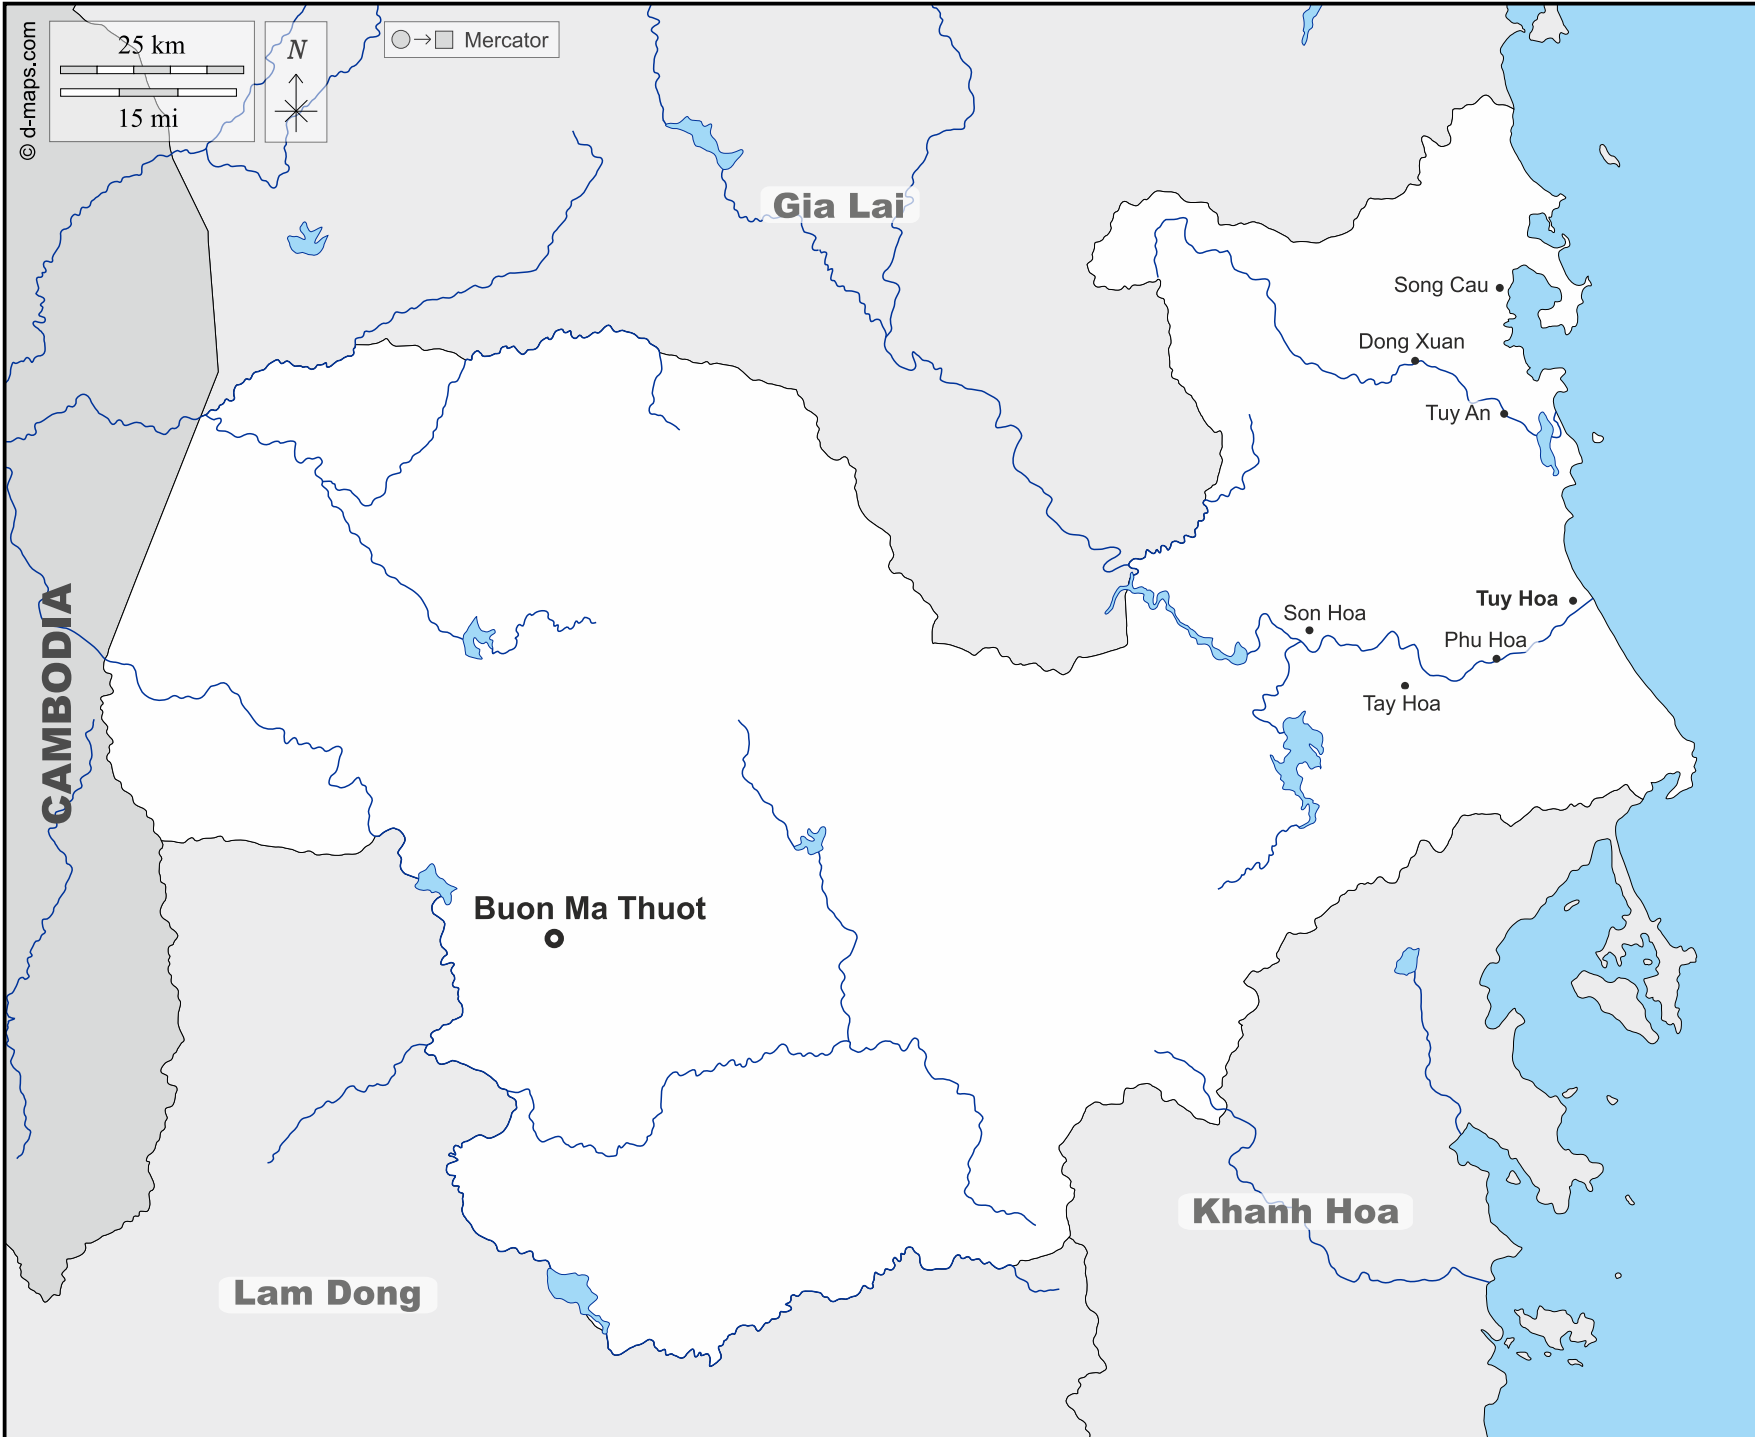 © d-maps.com
25 km
15 mi
N
Mercator
Gia Lai
Song Cau
Dong Xuan
Tuy An
CAMBODIA
Tuy Hoa
Son Hoa
Phu Hoa
Tay Hoa
Buon Ma Thuot
Khanh Hoa
Lam Dong